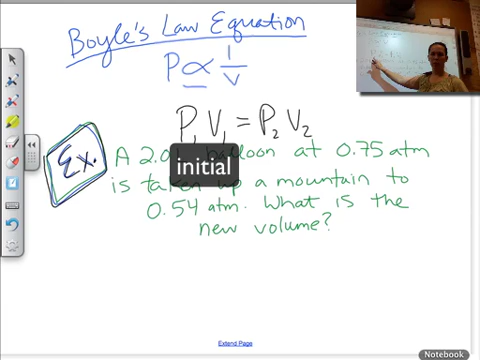 Boyle's Law Equation
P ∝ 1/V
P₁V₁ = P₂V₂
Ex. A 2.0 balloon at 0.75 atm
initial
is taken up a mountain to
0.54 atm. What is the
new volume?
Extend Page
Notebook